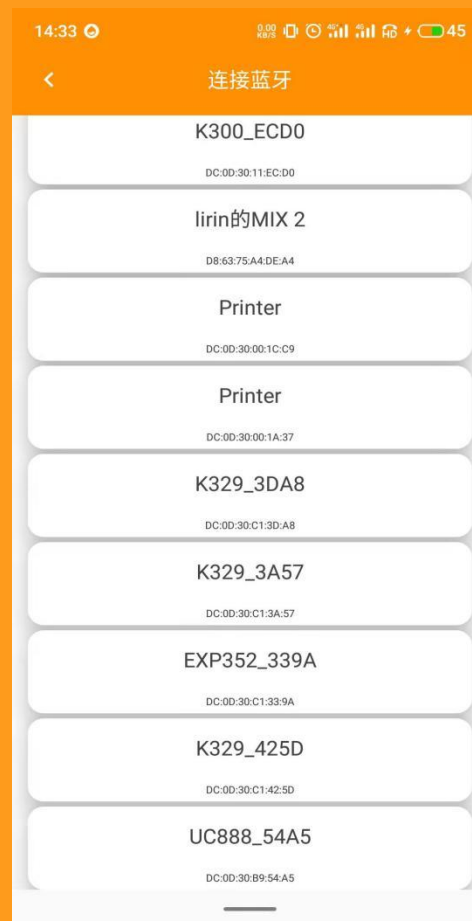 14:33
0.00 KB/S 4G 4G HD 45
连接蓝牙
K300_ECD0
DC:0D:30:11:EC:D0
lirin的MIX 2
D8:63:75:A4:DE:A4
Printer
DC:0D:30:00:1C:C9
Printer
DC:0D:30:00:1A:37
K329_3DA8
DC:0D:30:C1:3D:A8
K329_3A57
DC:0D:30:C1:3A:57
EXP352_339A
DC:0D:30:C1:33:9A
K329_425D
DC:0D:30:C1:42:5D
UC888_54A5
DC:0D:30:B9:54:A5